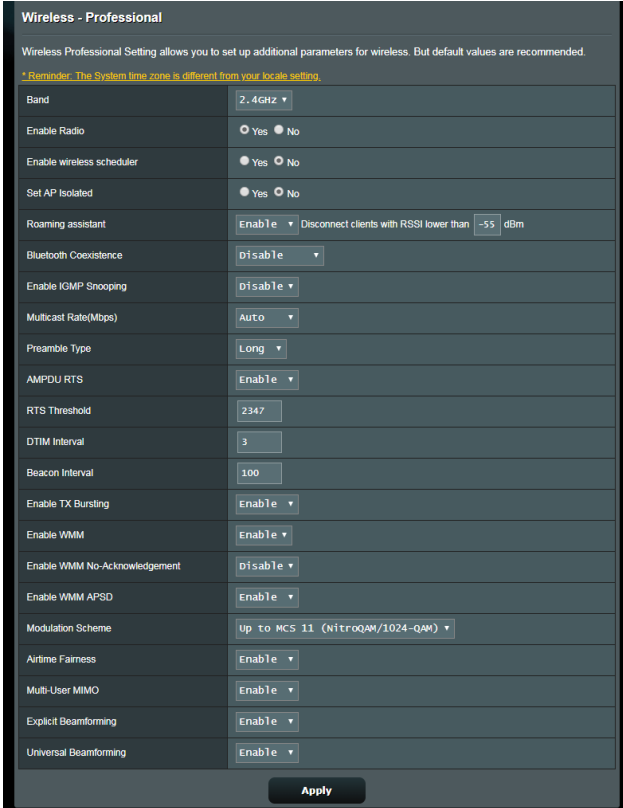 Wireless - Professional
Wireless Professional Setting allows you to set up additional parameters for wireless. But default values are recommended.
* Reminder: The System time zone is different from your locale setting.
Band 2.4GHz
Enable Radio Yes No
Enable wireless scheduler Yes No
Set AP Isolated Yes No
Roaming assistant Enable Disconnect clients with RSSI lower than -55 dBm
Bluetooth Coexistence Disable
Enable IGMP Snooping Disable
Multicast Rate(Mbps) Auto
Preamble Type Long
AMPDU RTS Enable
RTS Threshold 2347
DTIM Interval 3
Beacon Interval 100
Enable TX Bursting Enable
Enable WMM Enable
Enable WMM No-Acknowledgement Disable
Enable WMM APSD Enable
Modulation Scheme Up to MCS 11 (NitroQAM/1024-QAM)
Airtime Fairness Enable
Multi-User MIMO Enable
Explicit Beamforming Enable
Universal Beamforming Enable
Apply